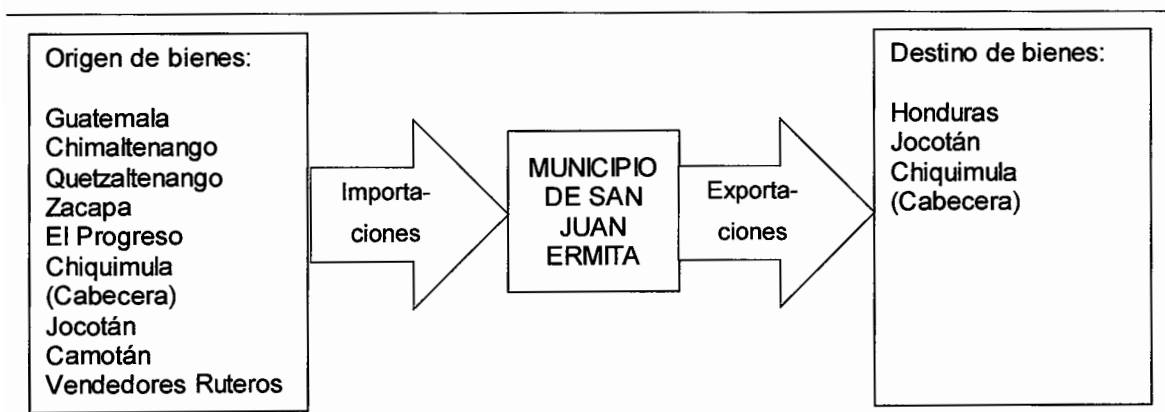 Origen de bienes:
Guatemala
Chimaltenango
Quetzaltenango
Zacapa
El Progreso
Chiquimula
(Cabecera)
Jocotán
Camotán
Vendedores Ruteros
Importa-
ciones
MUNICIPIO
DE SAN
JUAN
ERMITA
Exporta-
ciones
Destino de bienes:
Honduras
Jocotán
Chiquimula
(Cabecera)